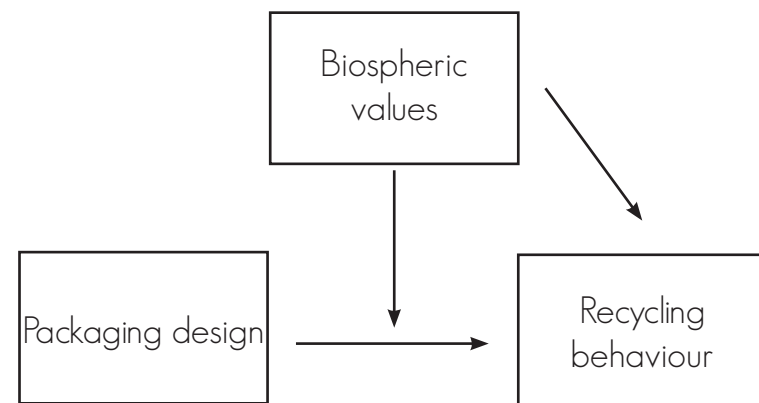 Biospheric
values
Packaging design
Recycling
behaviour